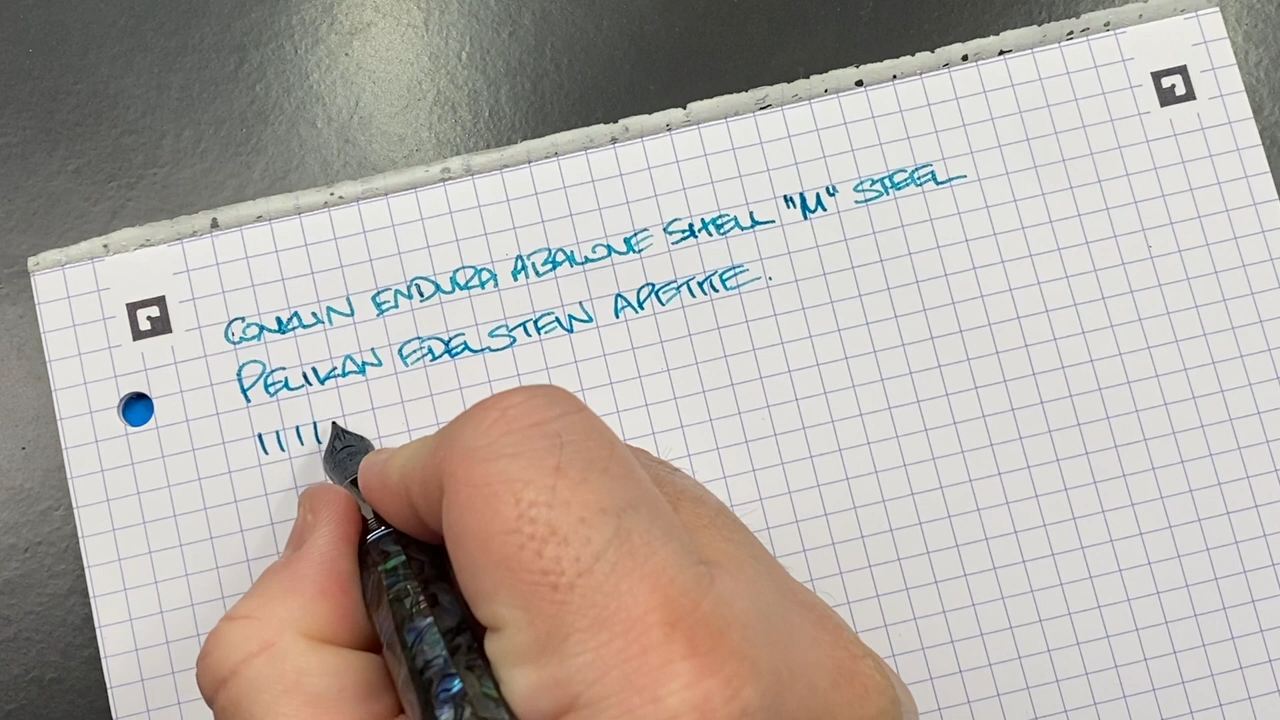 CONKLIN ENDURA ABALONE SHELL "M" STEEL
PELIKAN EDELSTEIN APETITE.